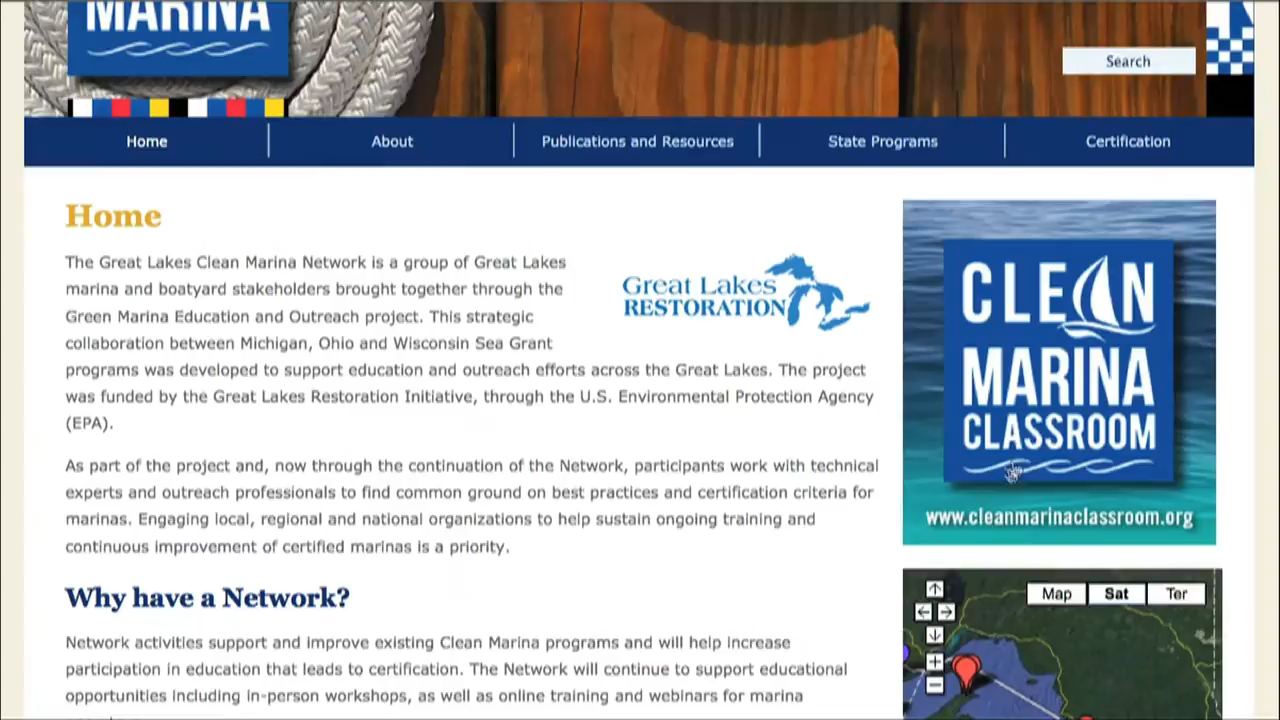 MARINA
Search
Home
About
Publications and Resources
State Programs
Certification
Home
The Great Lakes Clean Marina Network is a group of Great Lakes
marina and boatyard stakeholders brought together through the
Green Marina Education and Outreach project. This strategic
collaboration between Michigan, Ohio and Wisconsin Sea Grant
programs was developed to support education and outreach efforts across the Great Lakes. The project
was funded by the Great Lakes Restoration Initiative, through the U.S. Environmental Protection Agency
(EPA).
Great Lakes
RESTORATION
As part of the project and, now through the continuation of the Network, participants work with technical
experts and outreach professionals to find common ground on best practices and certification criteria for
marinas. Engaging local, regional and national organizations to help sustain ongoing training and
continuous improvement of certified marinas is a priority.
Why have a Network?
Network activities support and improve existing Clean Marina programs and will help increase
participation in education that leads to certification. The Network will continue to support educational
opportunities including in-person workshops, as well as online training and webinars for marina
CLEAN
MARINA
CLASSROOM
www.cleanmarinaclassroom.org
Map
Sat
Ter